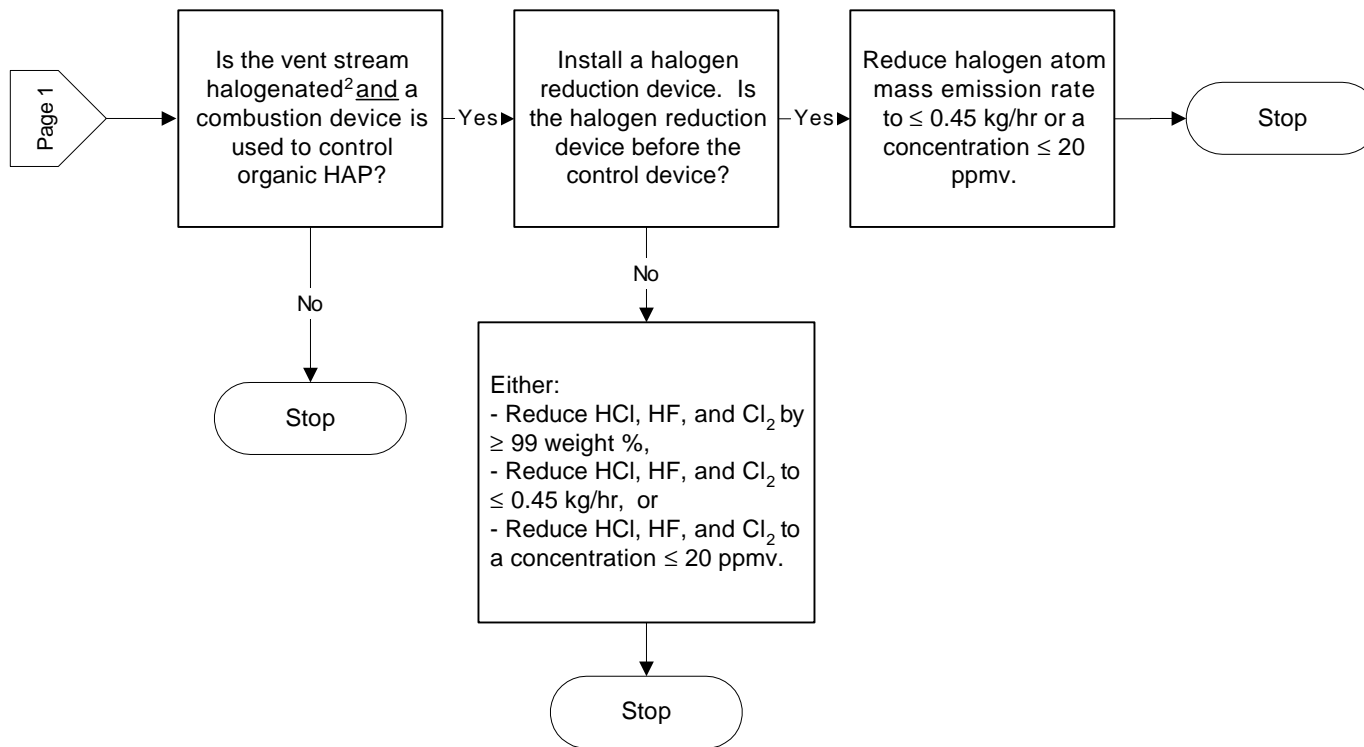 Page 1
Is the vent stream
halogenated² and a
combustion device is
used to control
organic HAP?
Yes
Install a halogen
reduction device.  Is
the halogen reduction
device before the
control device?
Yes
Reduce halogen atom
mass emission rate
to ≤ 0.45 kg/hr or a
concentration ≤ 20
ppmv.
Stop
No
Stop
No
Either:
- Reduce HCl, HF, and Cl₂ by
≥ 99 weight %,
- Reduce HCl, HF, and Cl₂ to
≤ 0.45 kg/hr,  or
- Reduce HCl, HF, and Cl₂ to
a concentration ≤ 20 ppmv.
Stop